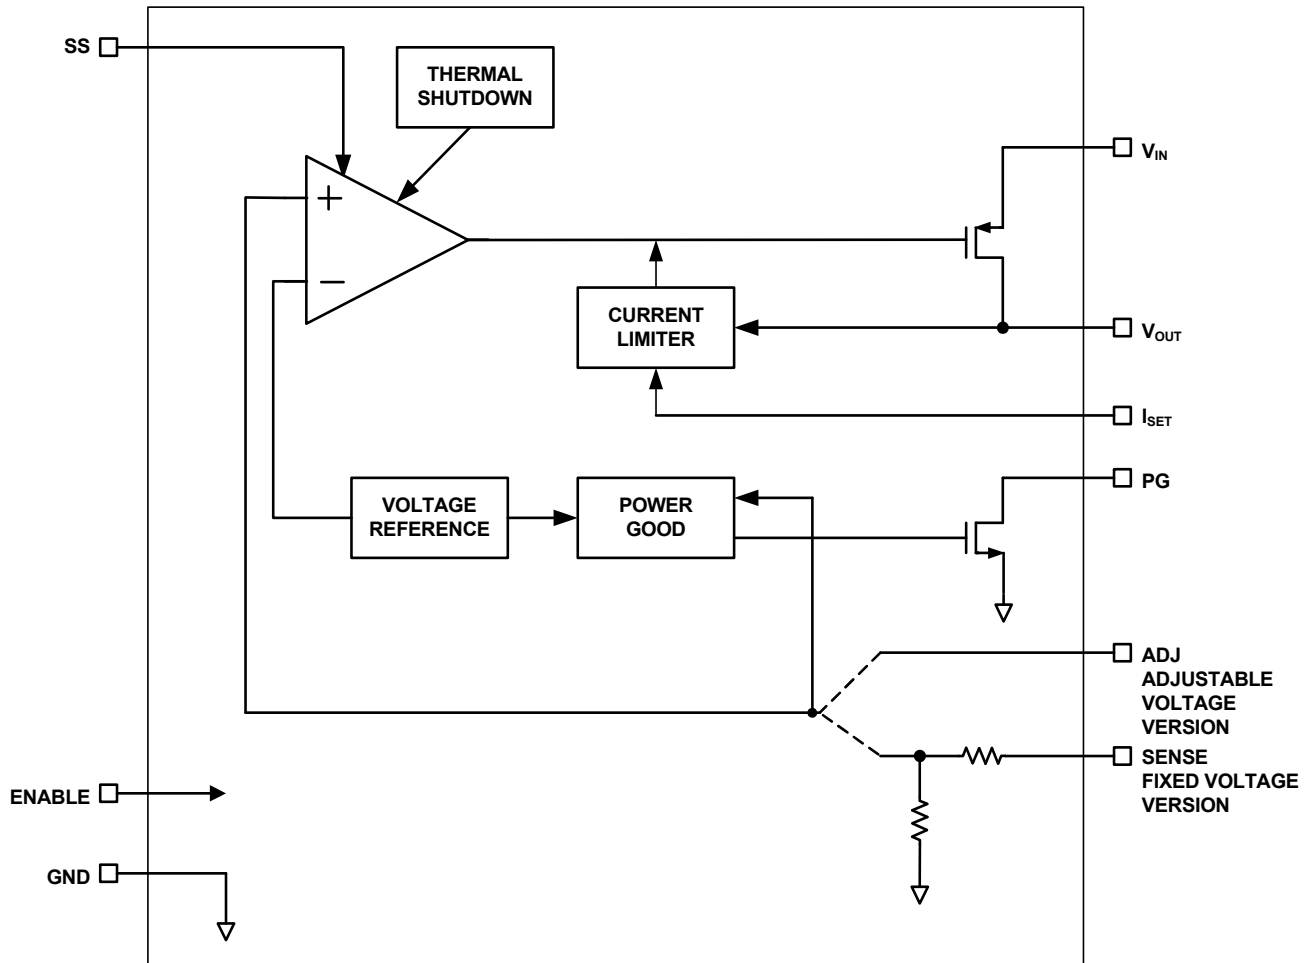 SS
THERMAL
SHUTDOWN
VIN
+
−
CURRENT
LIMITER
VOUT
ISET
PG
VOLTAGE
REFERENCE
POWER
GOOD
ADJ
ADJUSTABLE
VOLTAGE
VERSION
SENSE
FIXED VOLTAGE
VERSION
ENABLE
GND